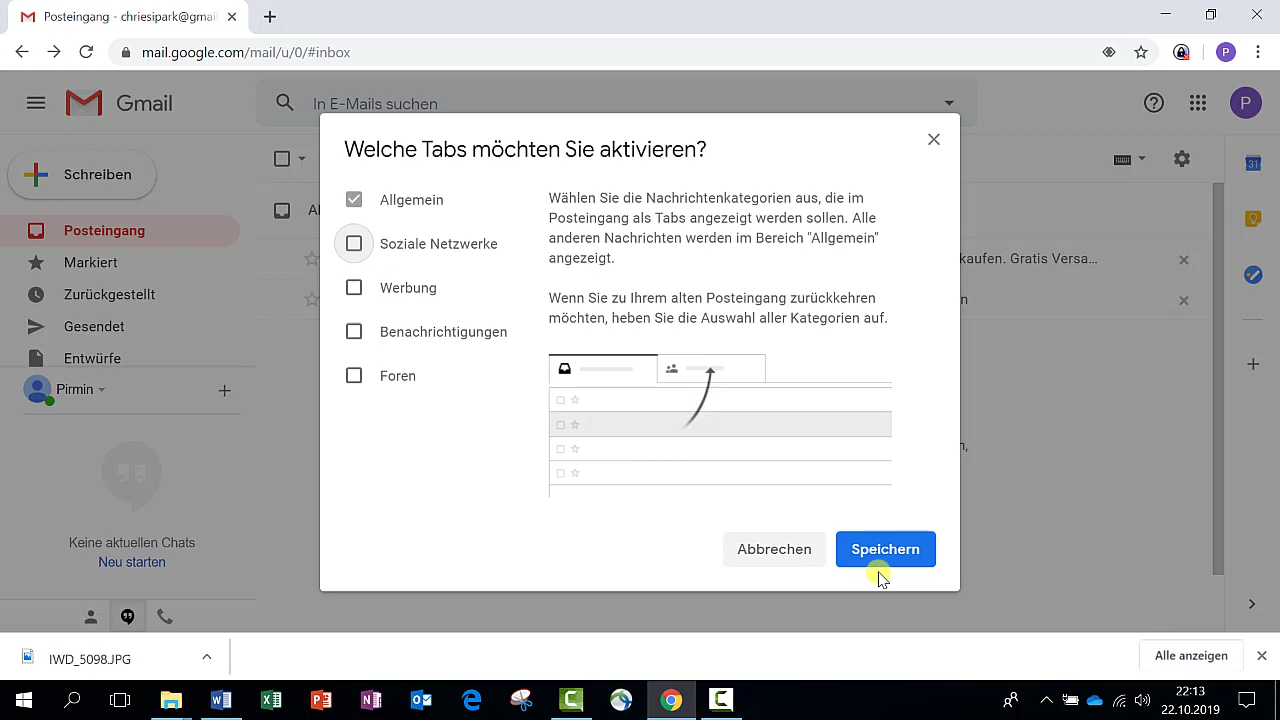 Posteingang - chriesipark@gmai
mail.google.com/mail/u/0/#inbox
P
Gmail
In E-Mails suchen
P
Welche Tabs möchten Sie aktivieren?
Schreiben
Allgemein
Wählen Sie die Nachrichtenkategorien aus, die im
Posteingang als Tabs angezeigt werden sollen. Alle
anderen Nachrichten werden im Bereich "Allgemein"
angezeigt.
Posteingang
Soziale Netzwerke
kaufen. Gratis Versa...
Markiert
Werbung
Wenn Sie zu Ihrem alten Posteingang zurückkehren
möchten, heben Sie die Auswahl aller Kategorien auf.
Zurückgestellt
Gesendet
Benachrichtigungen
Entwürfe
Foren
Pirmin
Keine aktuellen Chats
Neu starten
Abbrechen
Speichern
31
IWD_5098.JPG
Alle anzeigen
22:13
22.10.2019